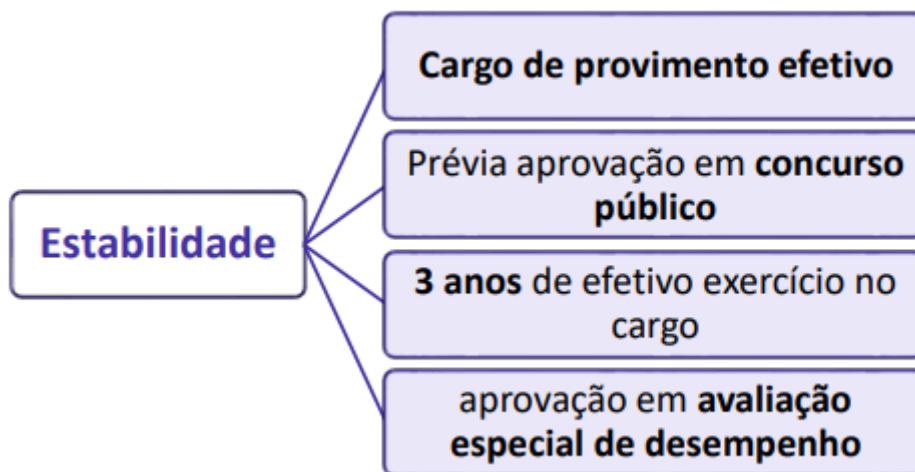 Cargo de provimento efetivo
Prévia aprovação em concurso
público
Estabilidade
3 anos de efetivo exercício no
cargo
aprovação em avaliação
especial de desempenho